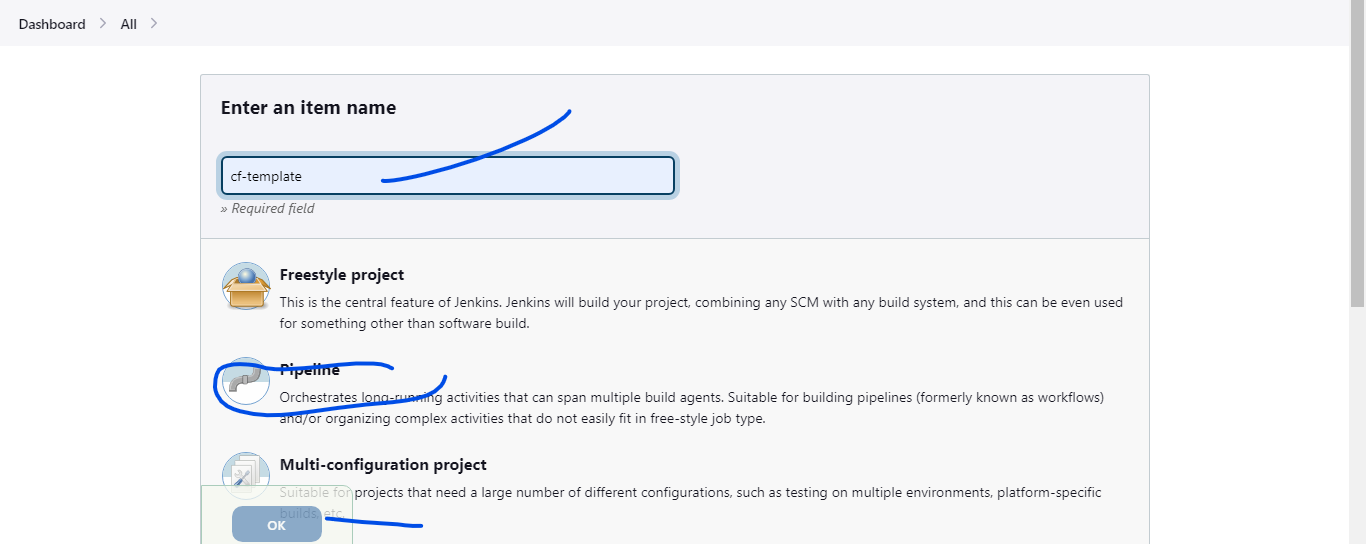 Dashboard > All >
Enter an item name
cf-template
» Required field
Freestyle project
This is the central feature of Jenkins. Jenkins will build your project, combining any SCM with any build system, and this can be even used
for something other than software build.
Pipeline
Orchestrates long-running activities that can span multiple build agents. Suitable for building pipelines (formerly known as workflows)
and/or organizing complex activities that do not easily fit in free-style job type.
Multi-configuration project
Suitable for projects that need a large number of different configurations, such as testing on multiple environments, platform-specific
builds, etc.
OK